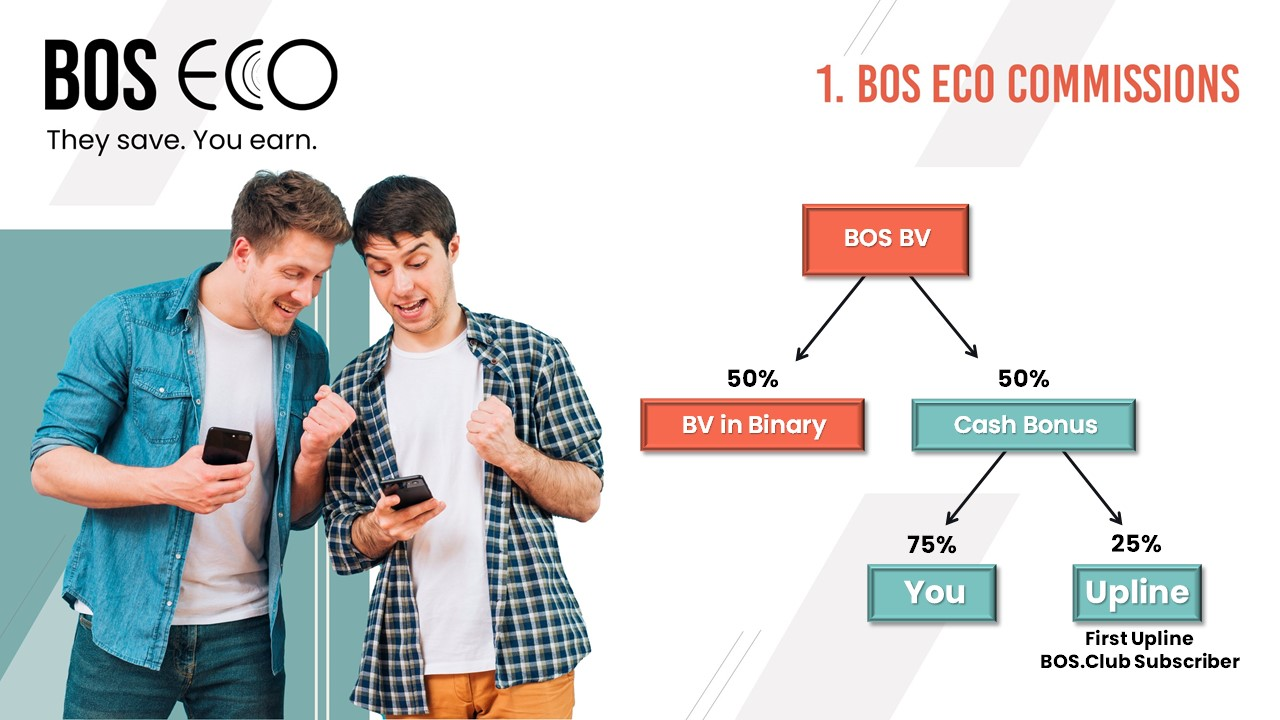 BOS ECO
They save. You earn.
1. BOS ECO COMMISSIONS
BOS BV
50%
50%
BV in Binary
Cash Bonus
75%
25%
You
Upline
First Upline
BOS.Club Subscriber